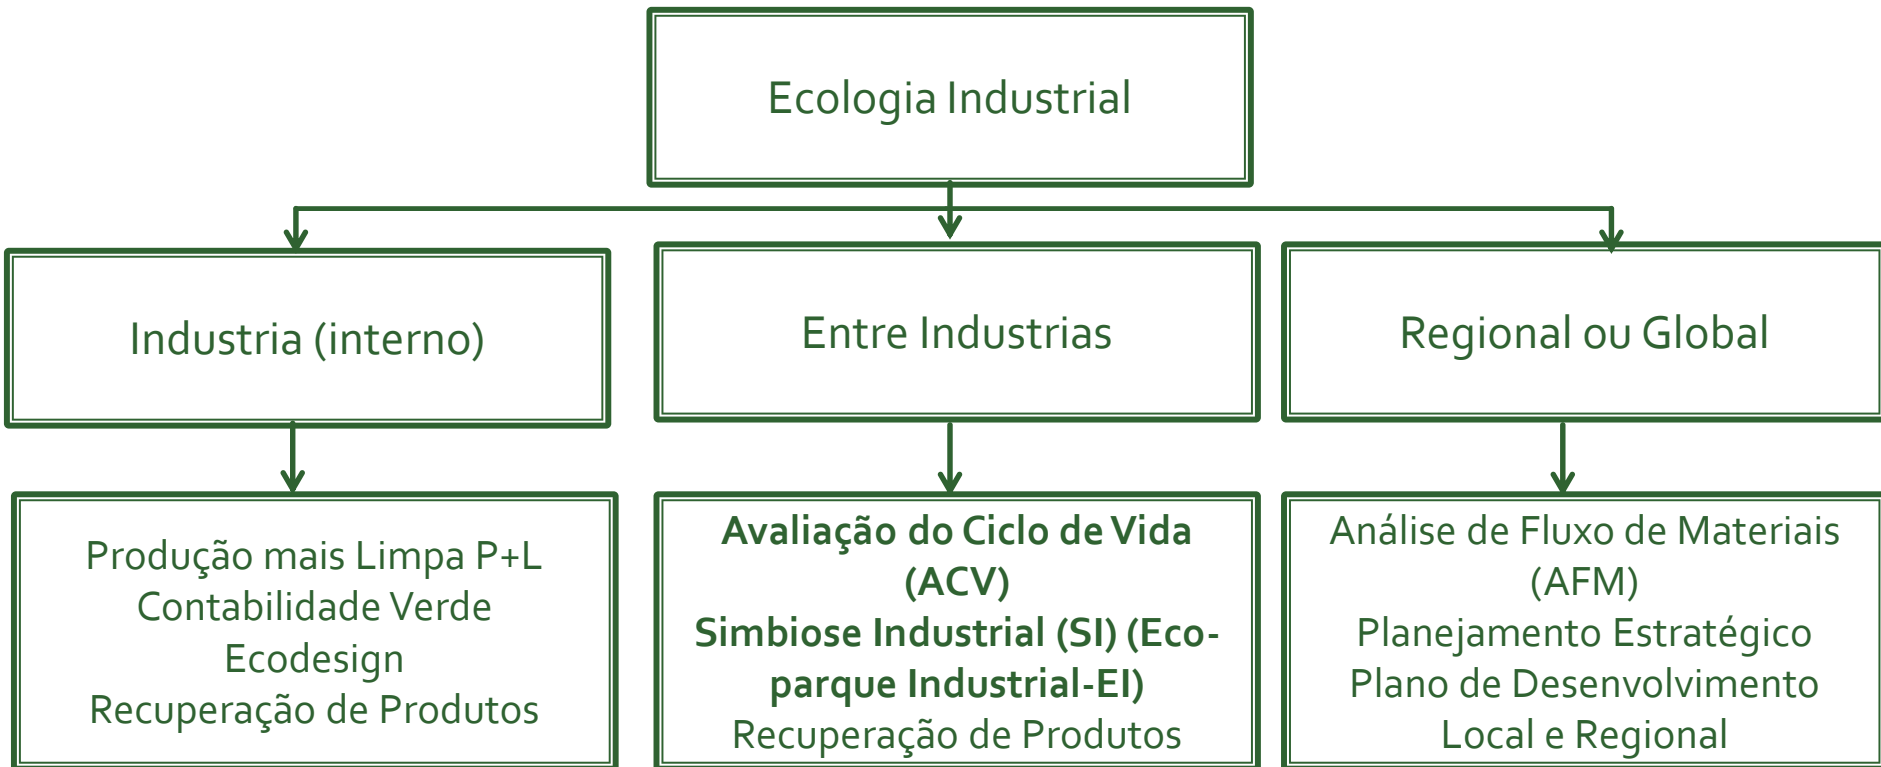 Ecologia Industrial
Industria (interno)
Entre Industrias
Regional ou Global
Produção mais Limpa P+L
Contabilidade Verde
Ecodesign
Recuperação de Produtos
Avaliação do Ciclo de Vida
(ACV)
Simbiose Industrial (SI) (Eco-
parque Industrial-EI)
Recuperação de Produtos
Análise de Fluxo de Materiais
(AFM)
Planejamento Estratégico
Plano de Desenvolvimento
Local e Regional